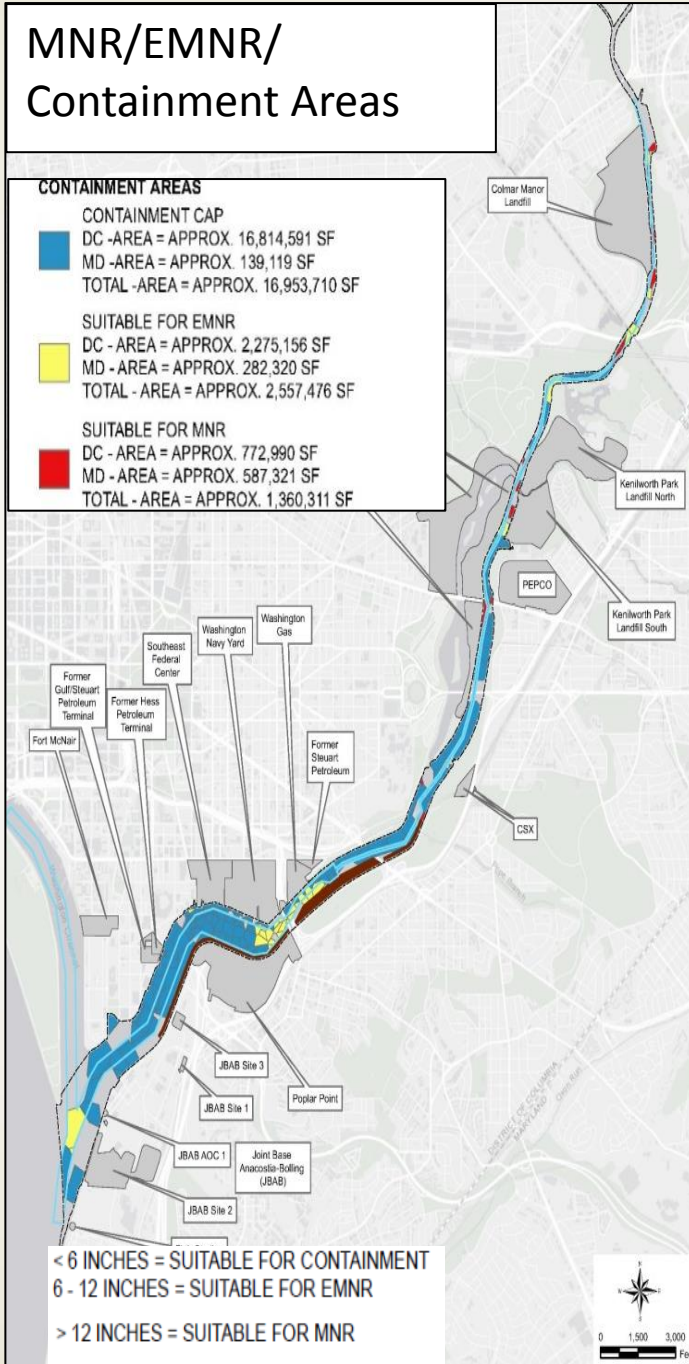 MNR/EMNR/
Containment Areas
CONTAINMENT AREAS
CONTAINMENT CAP
DC -AREA = APPROX. 16,814,591 SF
MD -AREA = APPROX. 139,119 SF
TOTAL -AREA = APPROX. 16,953,710 SF
SUITABLE FOR EMNR
DC - AREA = APPROX. 2,275,156 SF
MD - AREA = APPROX. 282,320 SF
TOTAL - AREA = APPROX. 2,557,476 SF
SUITABLE FOR MNR
DC - AREA = APPROX. 772,990 SF
MD - AREA = APPROX. 587,321 SF
TOTAL - AREA = APPROX. 1,360,311 SF
Colmar Manor
Landfill
Kenilworth Park
Landfill North
PEPCO
Kenilworth Park
Landfill South
Washington
Gas
Washington
Navy Yard
Southeast
Federal
Center
Former
Gulf/Steuart
Petroleum
Terminal
Former Hess
Petroleum
Terminal
Fort McNair
Former
Steuart
Petroleum
CSX
Washington Channel
JBAB Site 3
JBAB Site 1
Poplar Point
DISTRICT OF COLUMBIA
MARYLAND
Oxon Run
JBAB AOC 1
Joint Base
Anacostia-Bolling
(JBAB)
JBAB Site 2
< 6 INCHES = SUITABLE FOR CONTAINMENT
6 - 12 INCHES = SUITABLE FOR EMNR
> 12 INCHES = SUITABLE FOR MNR
N
W E
S
0 1,500 3,000
Fe